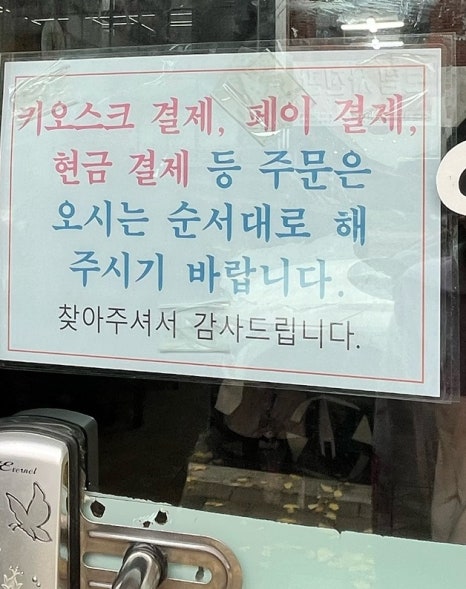 키오스크 결제, 페이 결제,
현금 결제 등 주문은
오시는 순서대로 해
주시기 바랍니다.
찾아주셔서 감사드립니다.
Evernet